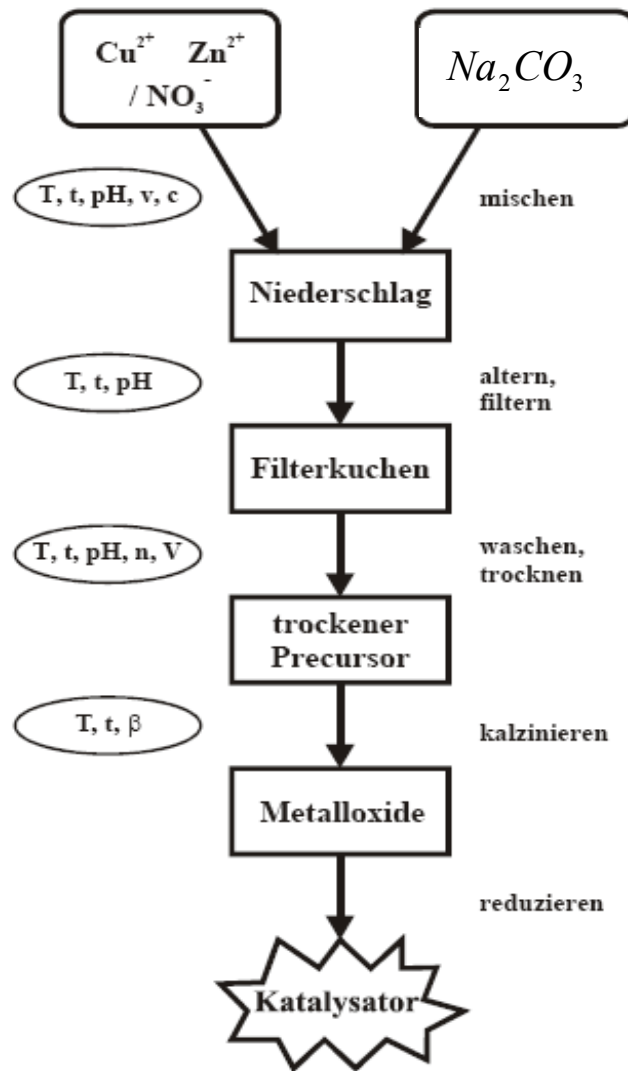 Cu²⁺ Zn²⁺
/ NO₃⁻
Na₂CO₃
T, t, pH, v, c
mischen
Niederschlag
T, t, pH
altern,
filtern
Filterkuchen
T, t, pH, n, V
waschen,
trocknen
trockener
Precursor
T, t, β
kalzinieren
Metalloxide
reduzieren
Katalysator